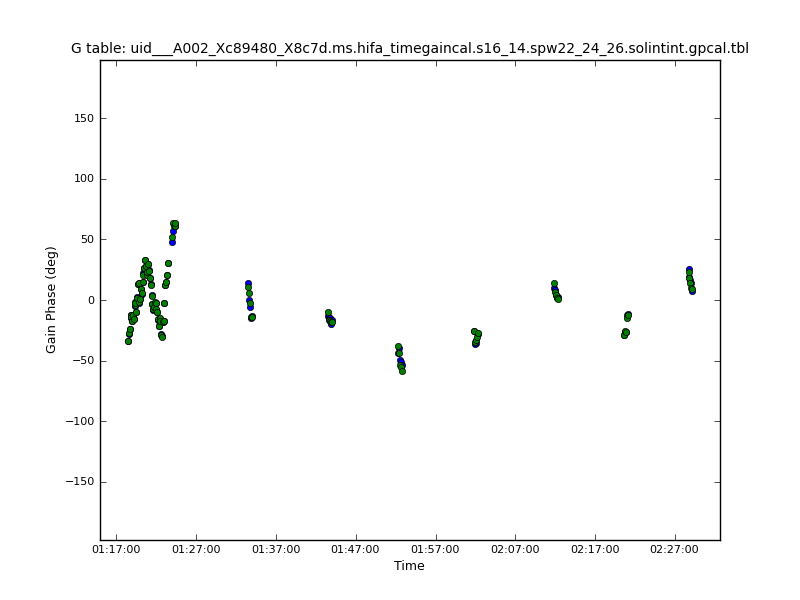 G table: uid___A002_Xc89480_X8c7d.ms.hifa_timegaincal.s16_14.spw22_24_26.solintint.gpcal.tbl
150
100
50
0
−50
−100
−150
Gain Phase (deg)
01:17:00 01:27:00 01:37:00 01:47:00 01:57:00 02:07:00 02:17:00 02:27:00
Time